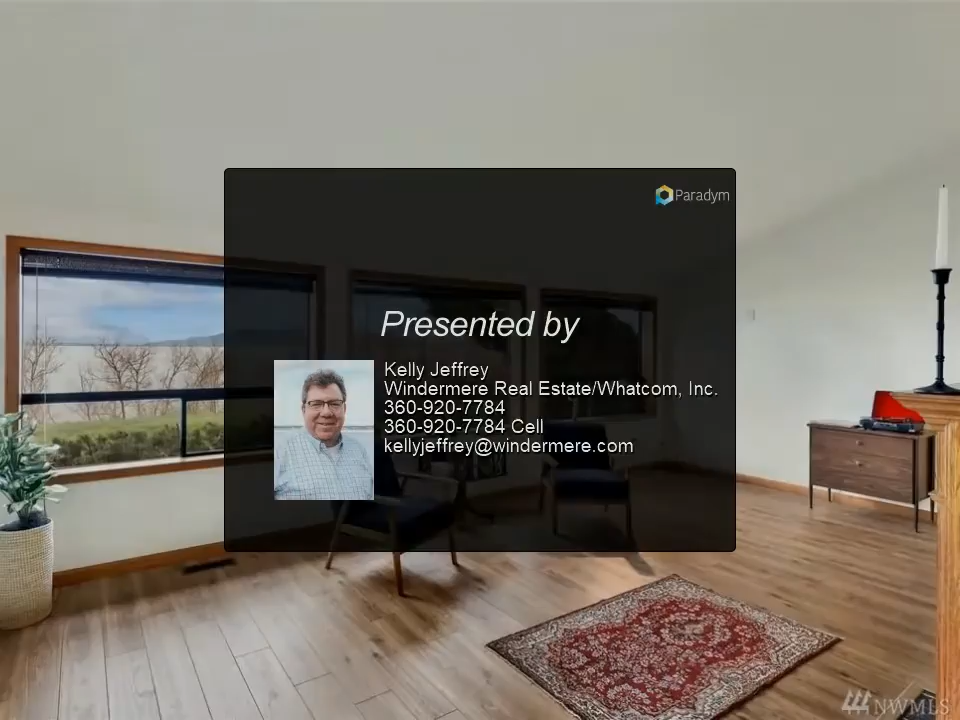 Paradym
Presented by
Kelly Jeffrey
Windermere Real Estate/Whatcom, Inc.
360-920-7784
360-920-7784 Cell
kellyjeffrey@windermere.com
NWMLS